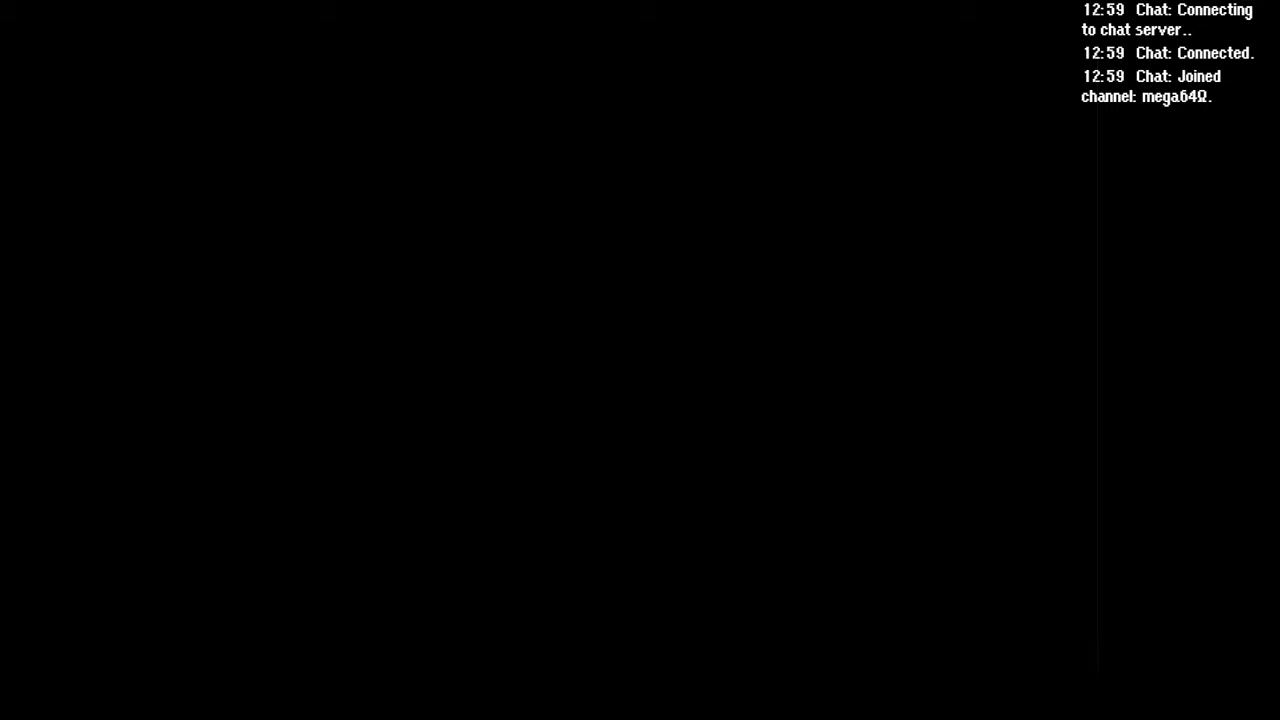 12:59 Chat: Connecting
to chat server..
12:59 Chat: Connected.
12:59 Chat: Joined
channel: mega64Ω.